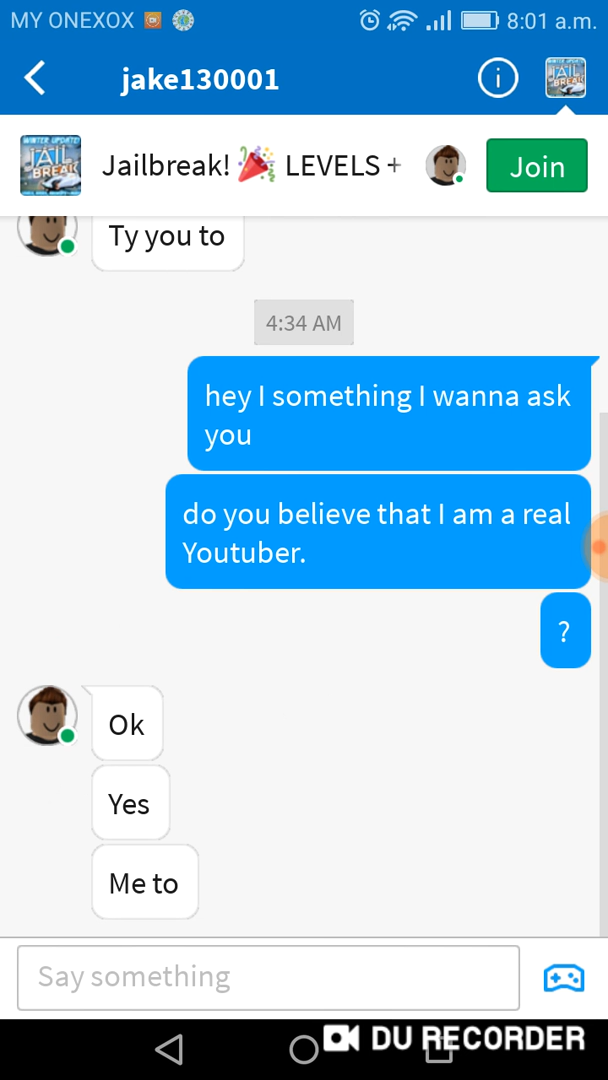 MY ONEXOX 8:01 a.m.
jake130001
WINTER UPDATE!
JAIL
BREAK
Jailbreak! 🎉 LEVELS +
Join
Ty you to
4:34 AM
hey I something I wanna ask
you
do you believe that I am a real
Youtuber.
?
Ok
Yes
Me to
Say something
DU RECORDER